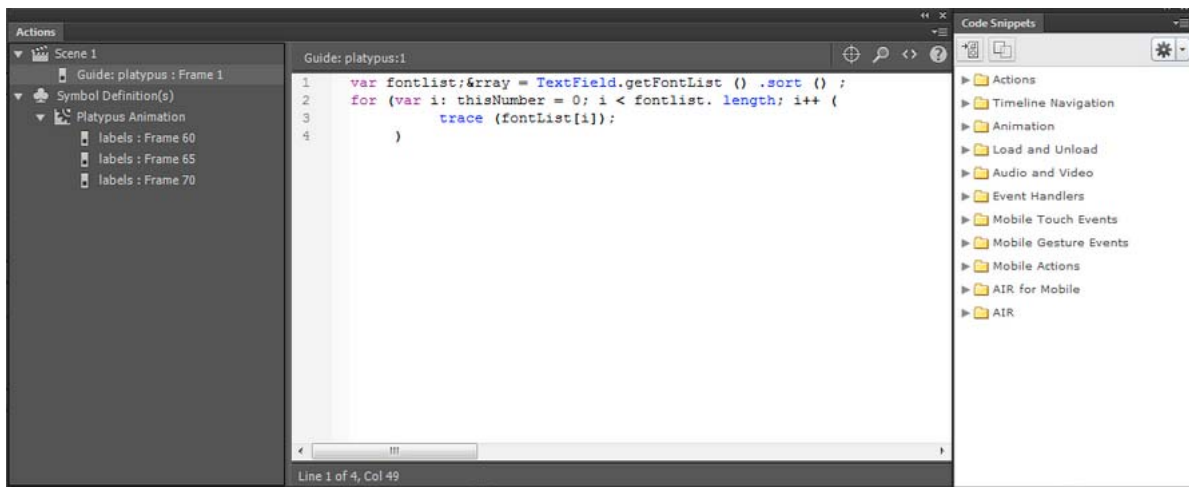 Actions
Scene 1
Guide: platypus : Frame 1
Symbol Definition(s)
Platypus Animation
labels : Frame 60
labels : Frame 65
labels : Frame 70
Guide: platypus:1
1 var fontlist;&rray = TextField.getFontList () .sort () ;
2 for (var i: thisNumber = 0; i < fontlist. length; i++ (
3 trace (fontList[i]);
4 )
Line 1 of 4, Col 49
Code Snippets
Actions
Timeline Navigation
Animation
Load and Unload
Audio and Video
Event Handlers
Mobile Touch Events
Mobile Gesture Events
Mobile Actions
AIR for Mobile
AIR